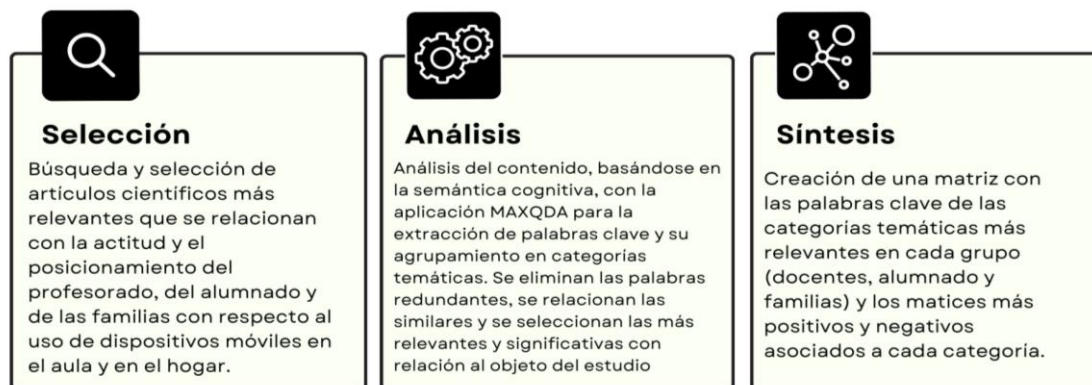 Selección
Búsqueda y selección de
artículos científicos más
relevantes que se relacionan
con la actitud y el
posicionamiento del
profesorado, del alumnado y
de las familias con respecto al
uso de dispositivos móviles en
el aula y en el hogar.
Análisis
Análisis del contenido, basándose en
la semántica cognitiva, con la
aplicación MAXQDA para la
extracción de palabras clave y su
agrupamiento en categorías
temáticas. Se eliminan las palabras
redundantes, se relacionan las
similares y se seleccionan las más
relevantes y significativas con
relación al objeto del estudio
Síntesis
Creación de una matriz con
las palabras clave de las
categorías temáticas más
relevantes en cada grupo
(docentes, alumnado y
familias) y los matices más
positivos y negativos
asociados a cada categoría.